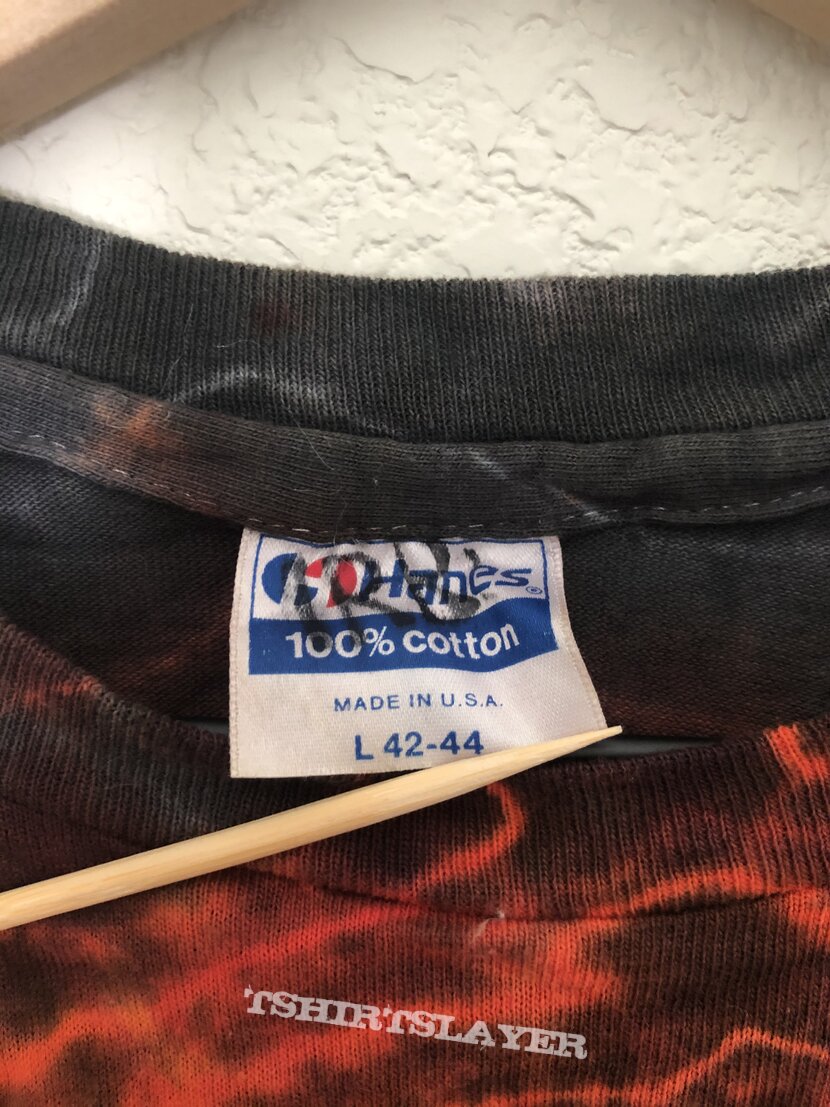 Hanes®
100% cotton
MADE IN U.S.A.
L 42-44
TSHIRTSLAYER